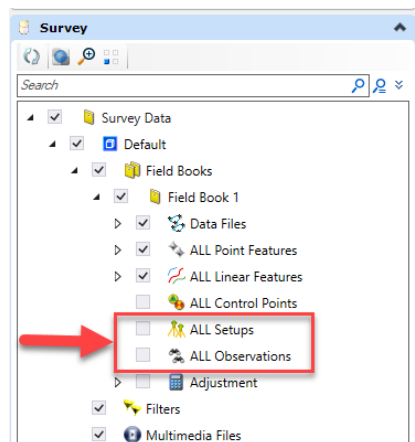 Survey
Search
Survey Data
Default
Field Books
Field Book 1
Data Files
ALL Point Features
ALL Linear Features
ALL Control Points
ALL Setups
ALL Observations
Adjustment
Filters
Multimedia Files